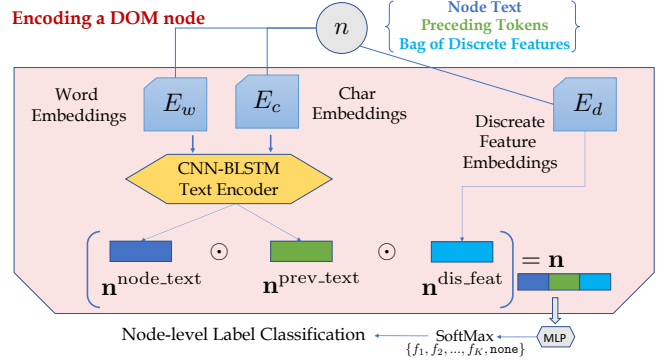 Encoding a DOM node
n
Node Text
Preceding Tokens
Bag of Discrete Features
Word
Embeddings
E_w
E_c
Char
Embeddings
Discreate
Feature
Embeddings
E_d
CNN-BLSTM
Text Encoder
⊙
⊙
= n
n^node_text
n^prev_text
n^dis_feat
Node-level Label Classification
SoftMax
{f_1, f_2, ..., f_K, none}
MLP